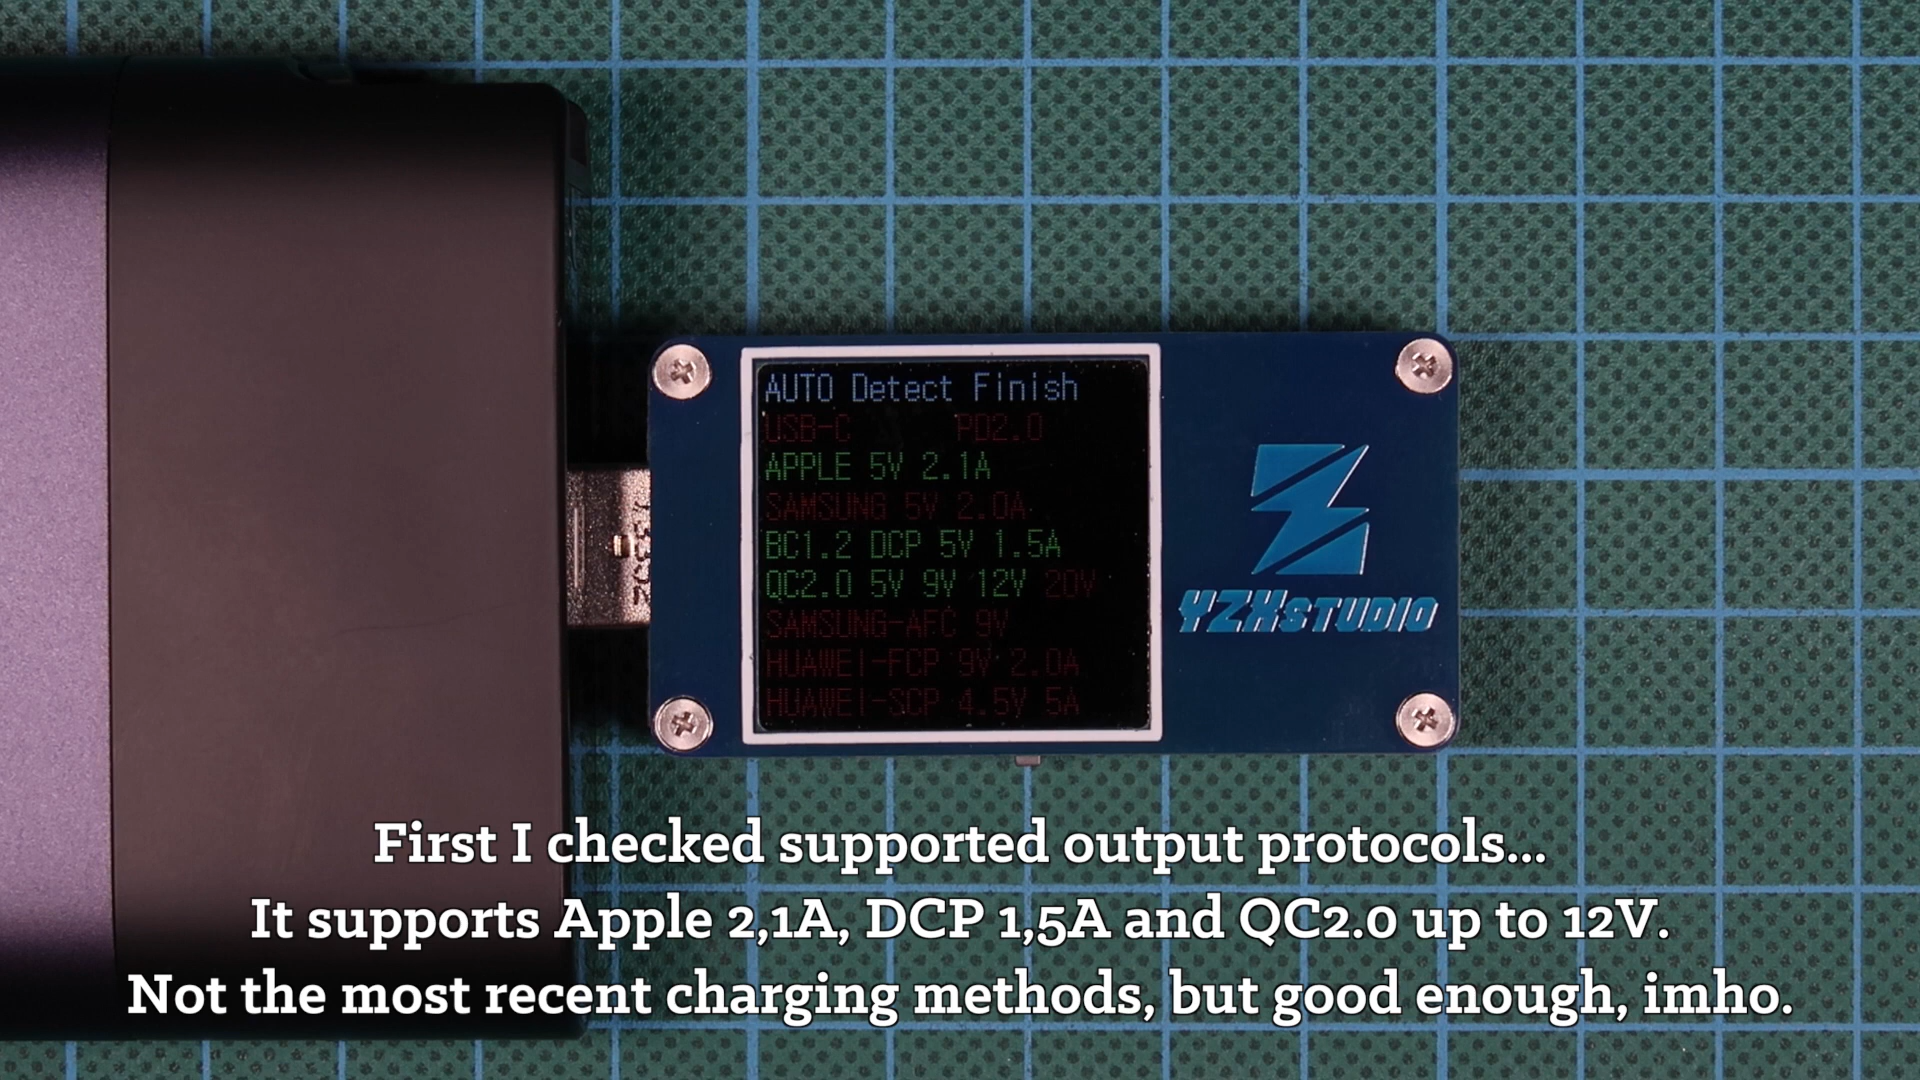 AUTO Detect Finish
USB-C PD2.0
APPLE 5V 2.1A
SAMSUNG 5V 2.0A
BC1.2 DCP 5V 1.5A
QC2.0 5V 9V 12V 20V
SAMSUNG-AFC 9V
HUAWEI-FCP 9V 2.0A
HUAWEI-SCP 4.5V 5A
YZXSTUDIO
First I checked supported output protocols...
It supports Apple 2,1A, DCP 1,5A and QC2.0 up to 12V.
Not the most recent charging methods, but good enough, imho.